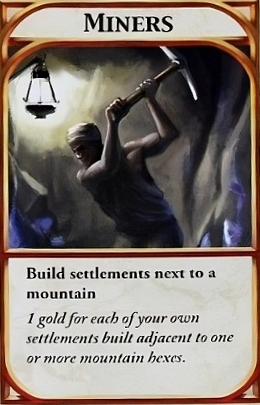 MINERS
Build settlements next to a
mountain
1 gold for each of your own
settlements built adjacent to one
or more mountain hexes.